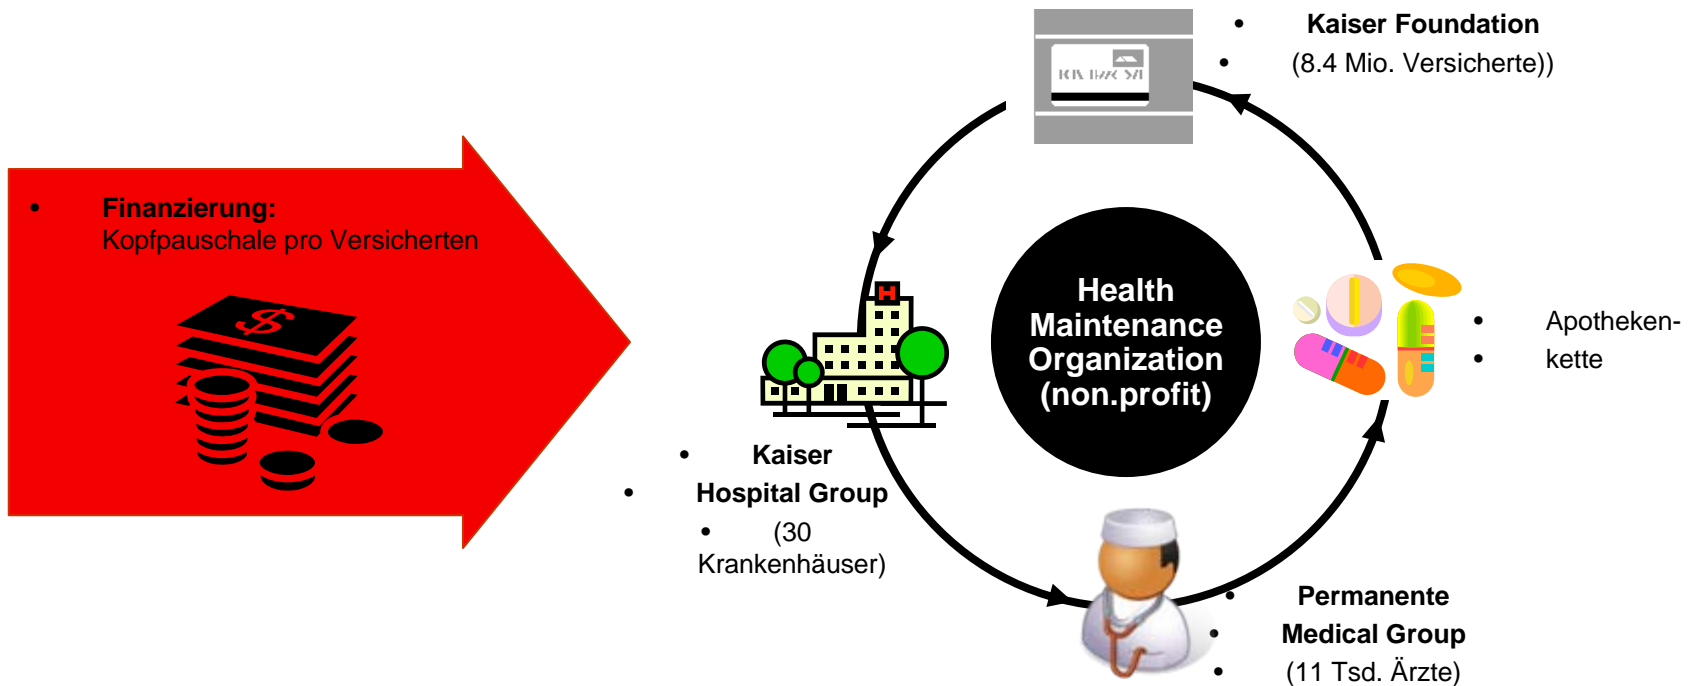 • Finanzierung:
Kopfpauschale pro Versicherten
$
• Kaiser Foundation
• (8.4 Mio. Versicherte))
H
Health
Maintenance
Organization
(non.profit)
• Apotheken-
• kette
• Kaiser
• Hospital Group
• (30
Krankenhäuser)
• Permanente
• Medical Group
• (11 Tsd. Ärzte)